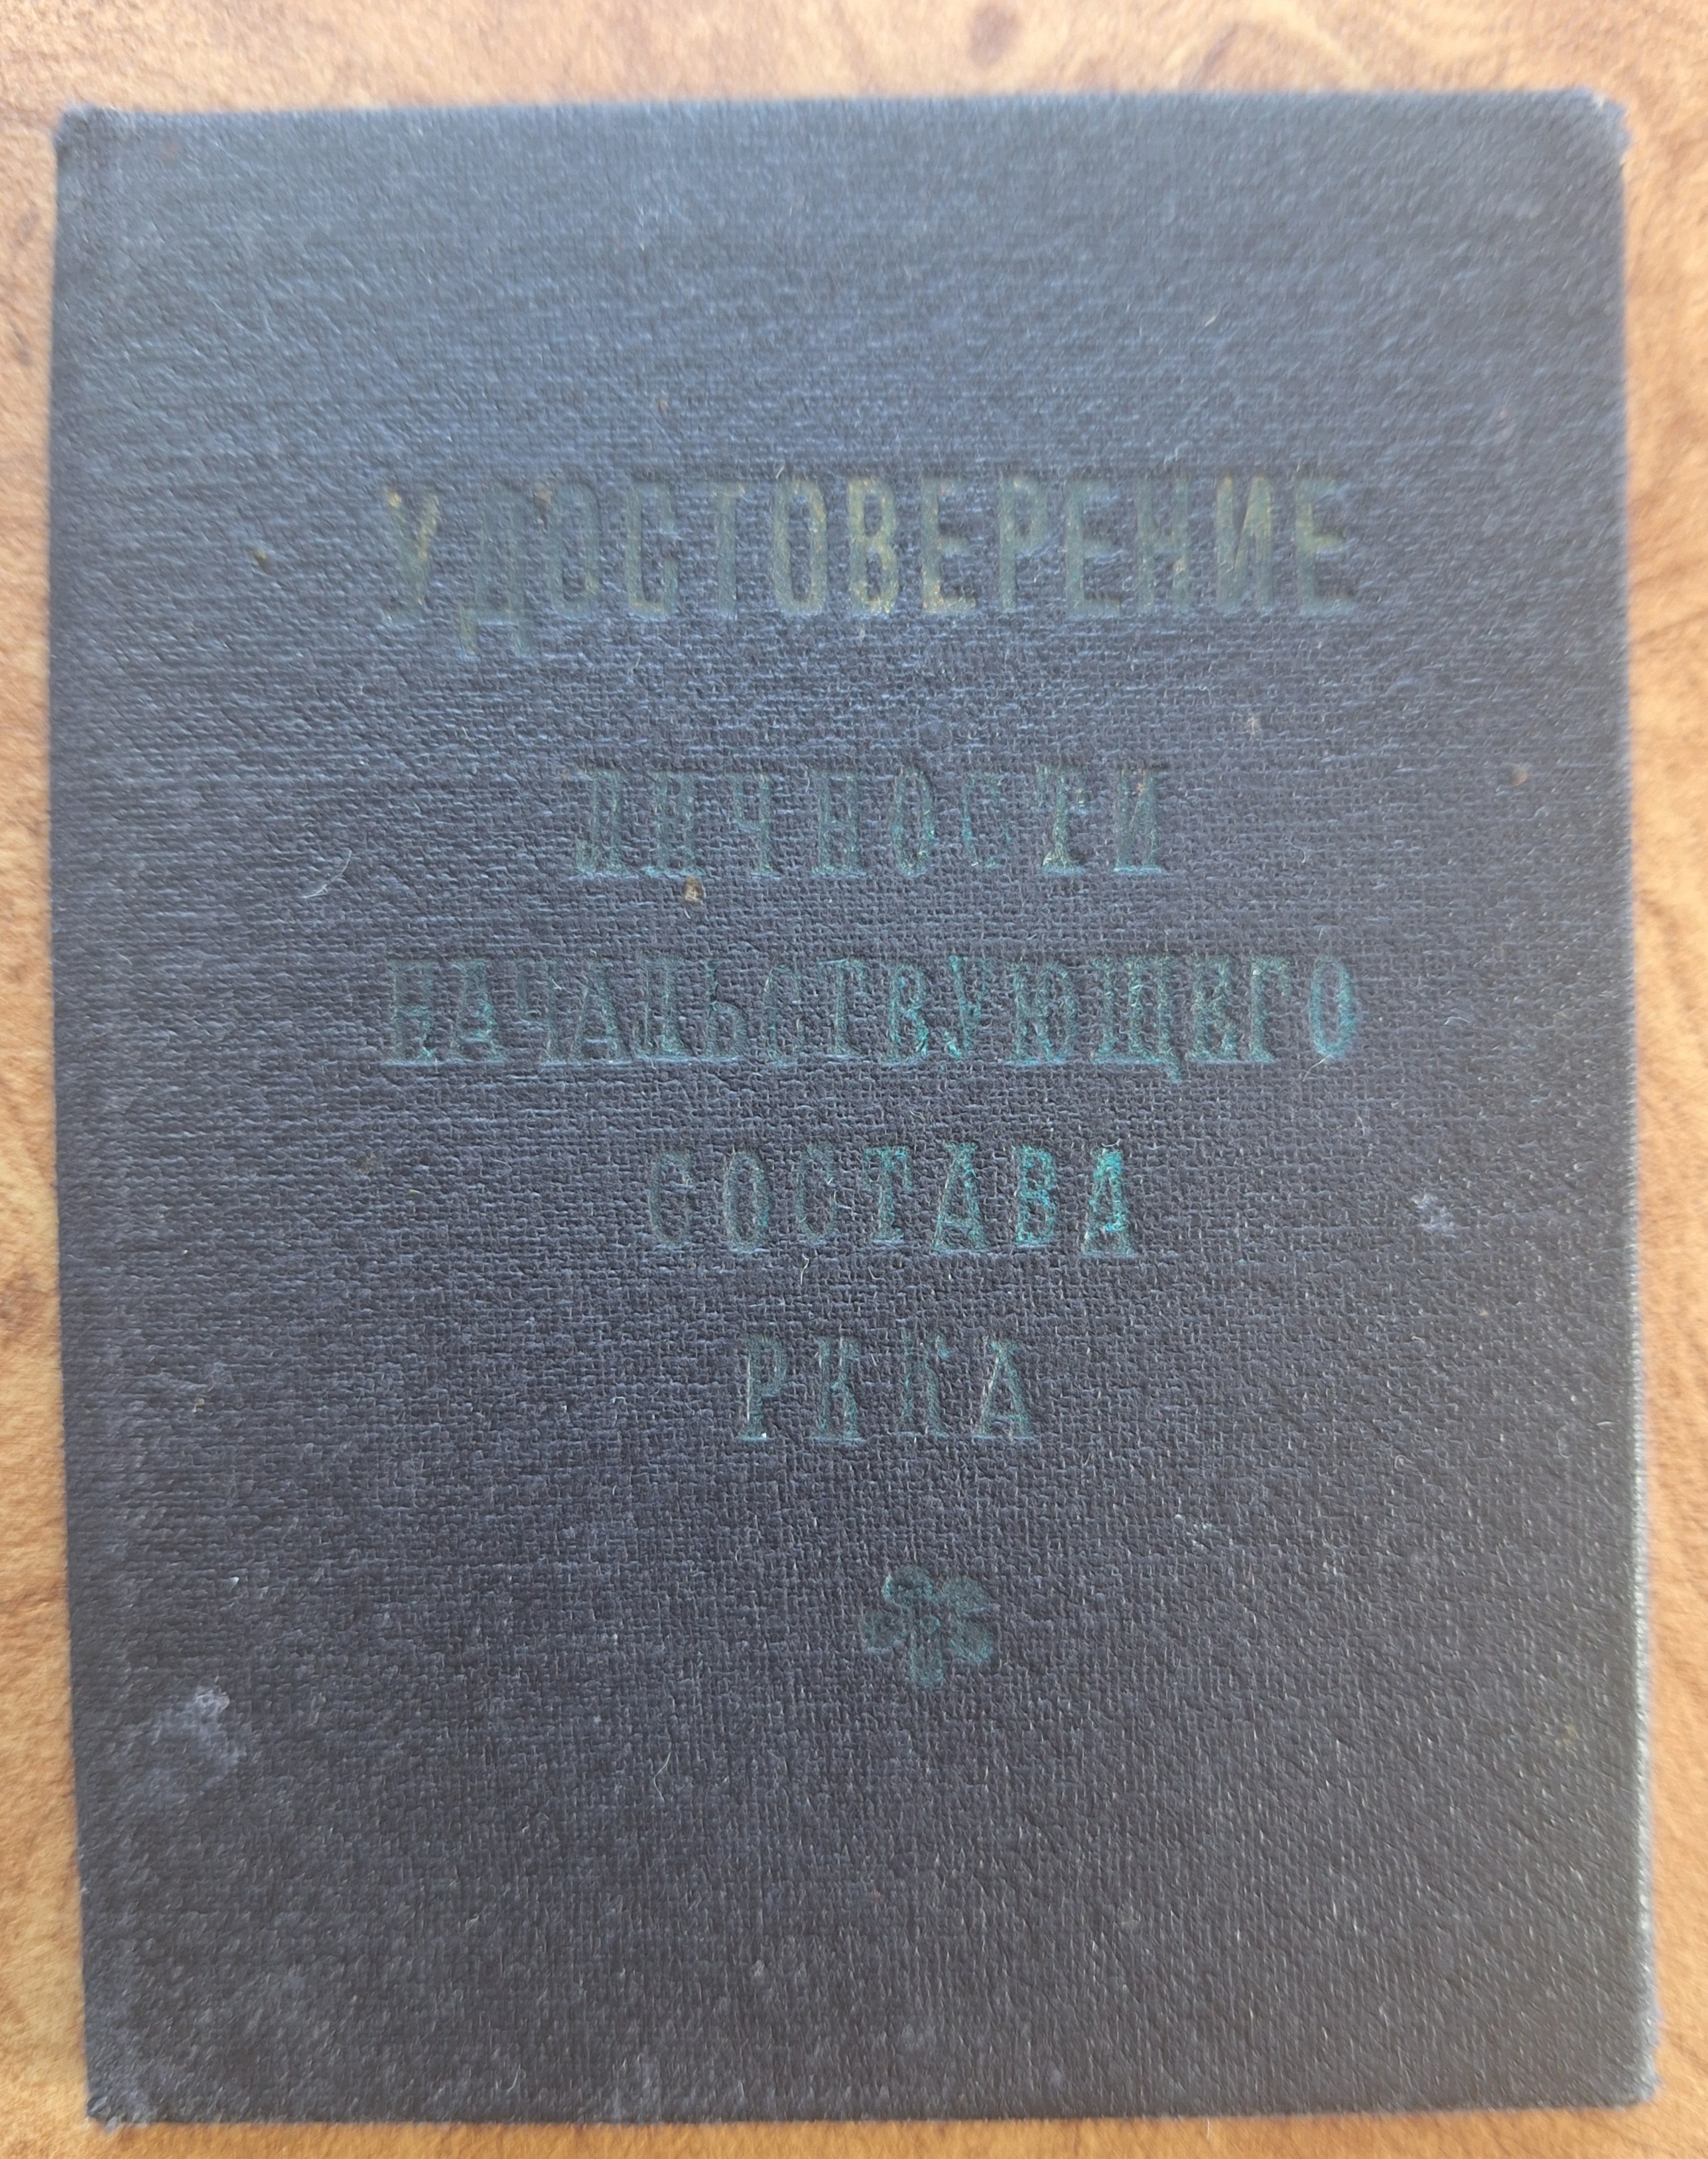 УДОСТОВЕРЕНИЕ
ЛИЧНОСТИ
НАЧАЛЬСТВУЮЩЕГО
СОСТАВА
РККА